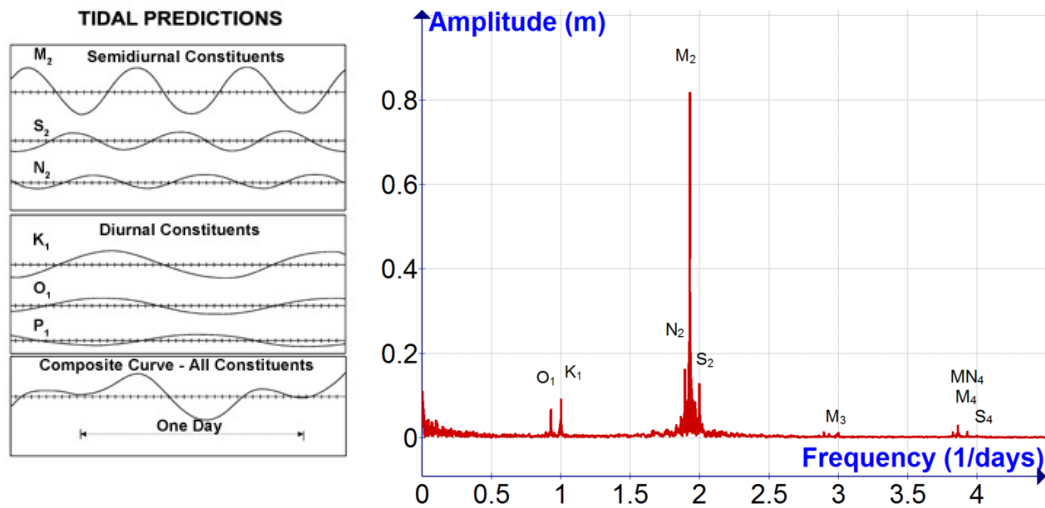 TIDAL PREDICTIONS
M₂
Semidiurnal Constituents
S₂
N₂
Diurnal Constituents
K₁
O₁
P₁
Composite Curve - All Constituents
One Day
Amplitude (m)
M₂
0.8
0.6
0.4
N₂
0.2
S₂
O₁
K₁
MN₄
M₄
M₃
S₄
0
Frequency (1/days)
0 0.5 1 1.5 2 2.5 3 3.5 4